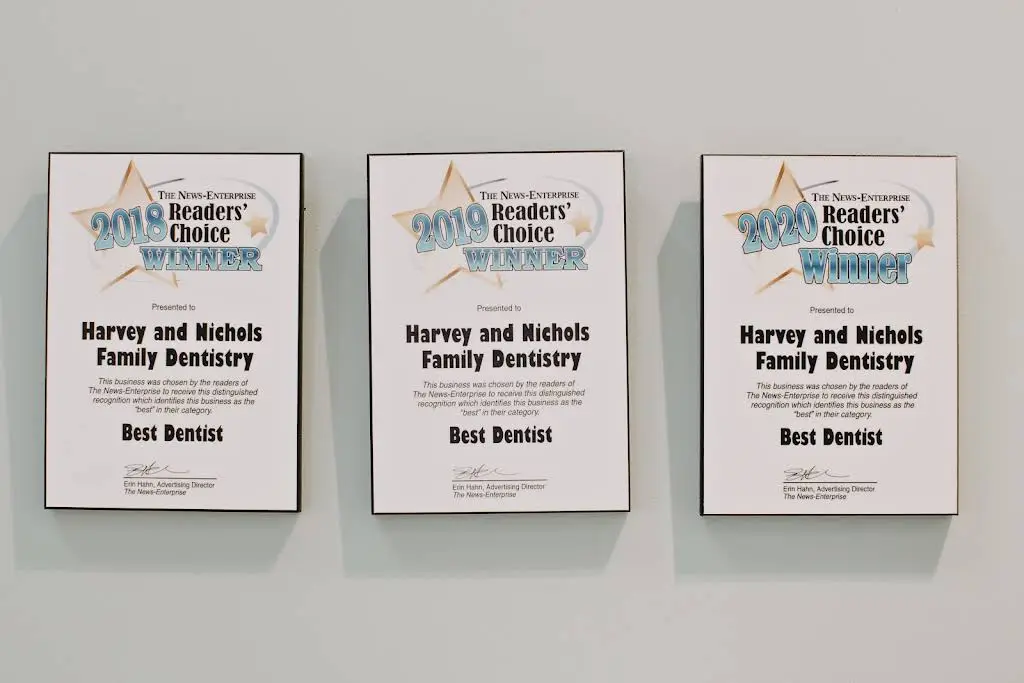 THE NEWS-ENTERPRISE
2018 Readers'
Choice
WINNER
Presented to
Harvey and Nichols
Family Dentistry
This business was chosen by the readers of
The News-Enterprise to receive this distinguished
recognition which identifies this business as the
"best" in their category.
Best Dentist
Erin Hahn, Advertising Director
The News-Enterprise
THE NEWS-ENTERPRISE
2019 Readers'
Choice
WINNER
Presented to
Harvey and Nichols
Family Dentistry
This business was chosen by the readers of
The News-Enterprise to receive this distinguished
recognition which identifies this business as the
"best" in their category.
Best Dentist
Erin Hahn, Advertising Director
The News-Enterprise
THE NEWS-ENTERPRISE
2020 Readers'
Choice
Winner
Presented to
Harvey and Nichols
Family Dentistry
This business was chosen by the readers of
The News-Enterprise to receive this distinguished
recognition which identifies this business as the
"best" in their category.
Best Dentist
Erin Hahn, Advertising Director
The News-Enterprise